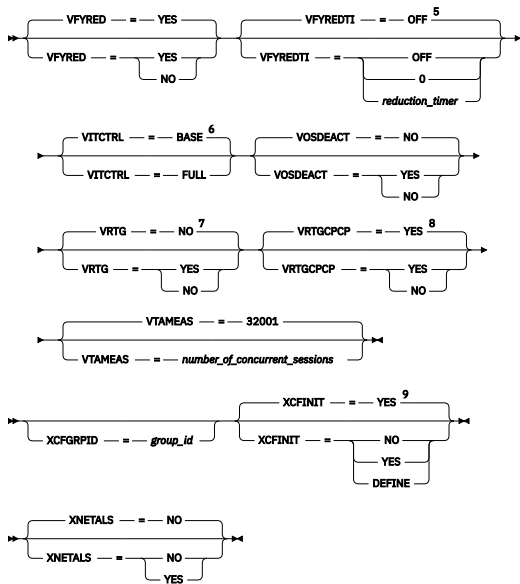 VFYRED = YES VFYREDTI = OFF 5
VFYRED = YES VFYREDTI = OFF
NO 0
reduction_timer
VITCTRL = BASE 6 VOSDEACT = NO
VITCTRL = FULL VOSDEACT = YES
NO
VRTG = NO 7 VRTGCPCP = YES 8
VRTG = YES VRTGCPCP = YES
NO NO
VTAMEAS = 32001
VTAMEAS = number_of_concurrent_sessions
XCFINIT = YES 9
XCFGRPID = group_id XCFINIT = NO
YES
DEFINE
XNETALS = NO
XNETALS = NO
YES